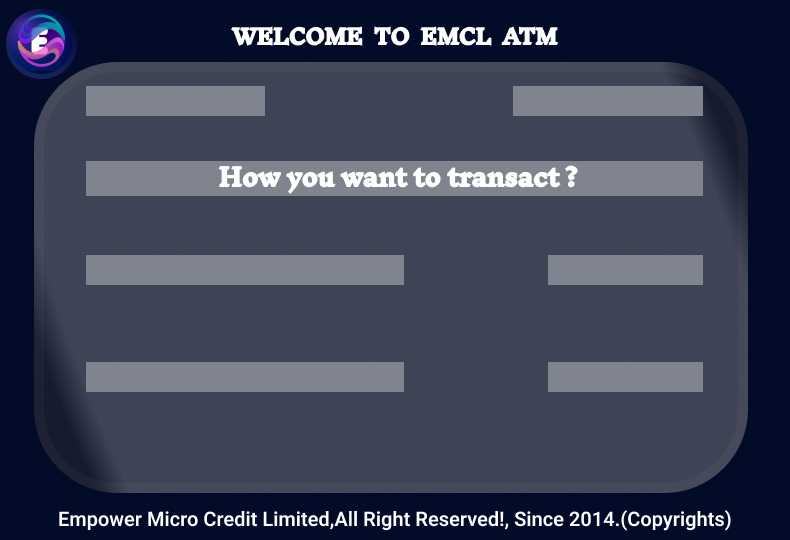 E
WELCOME TO EMCL ATM
How you want to transact ?
Empower Micro Credit Limited,All Right Reserved!, Since 2014.(Copyrights)